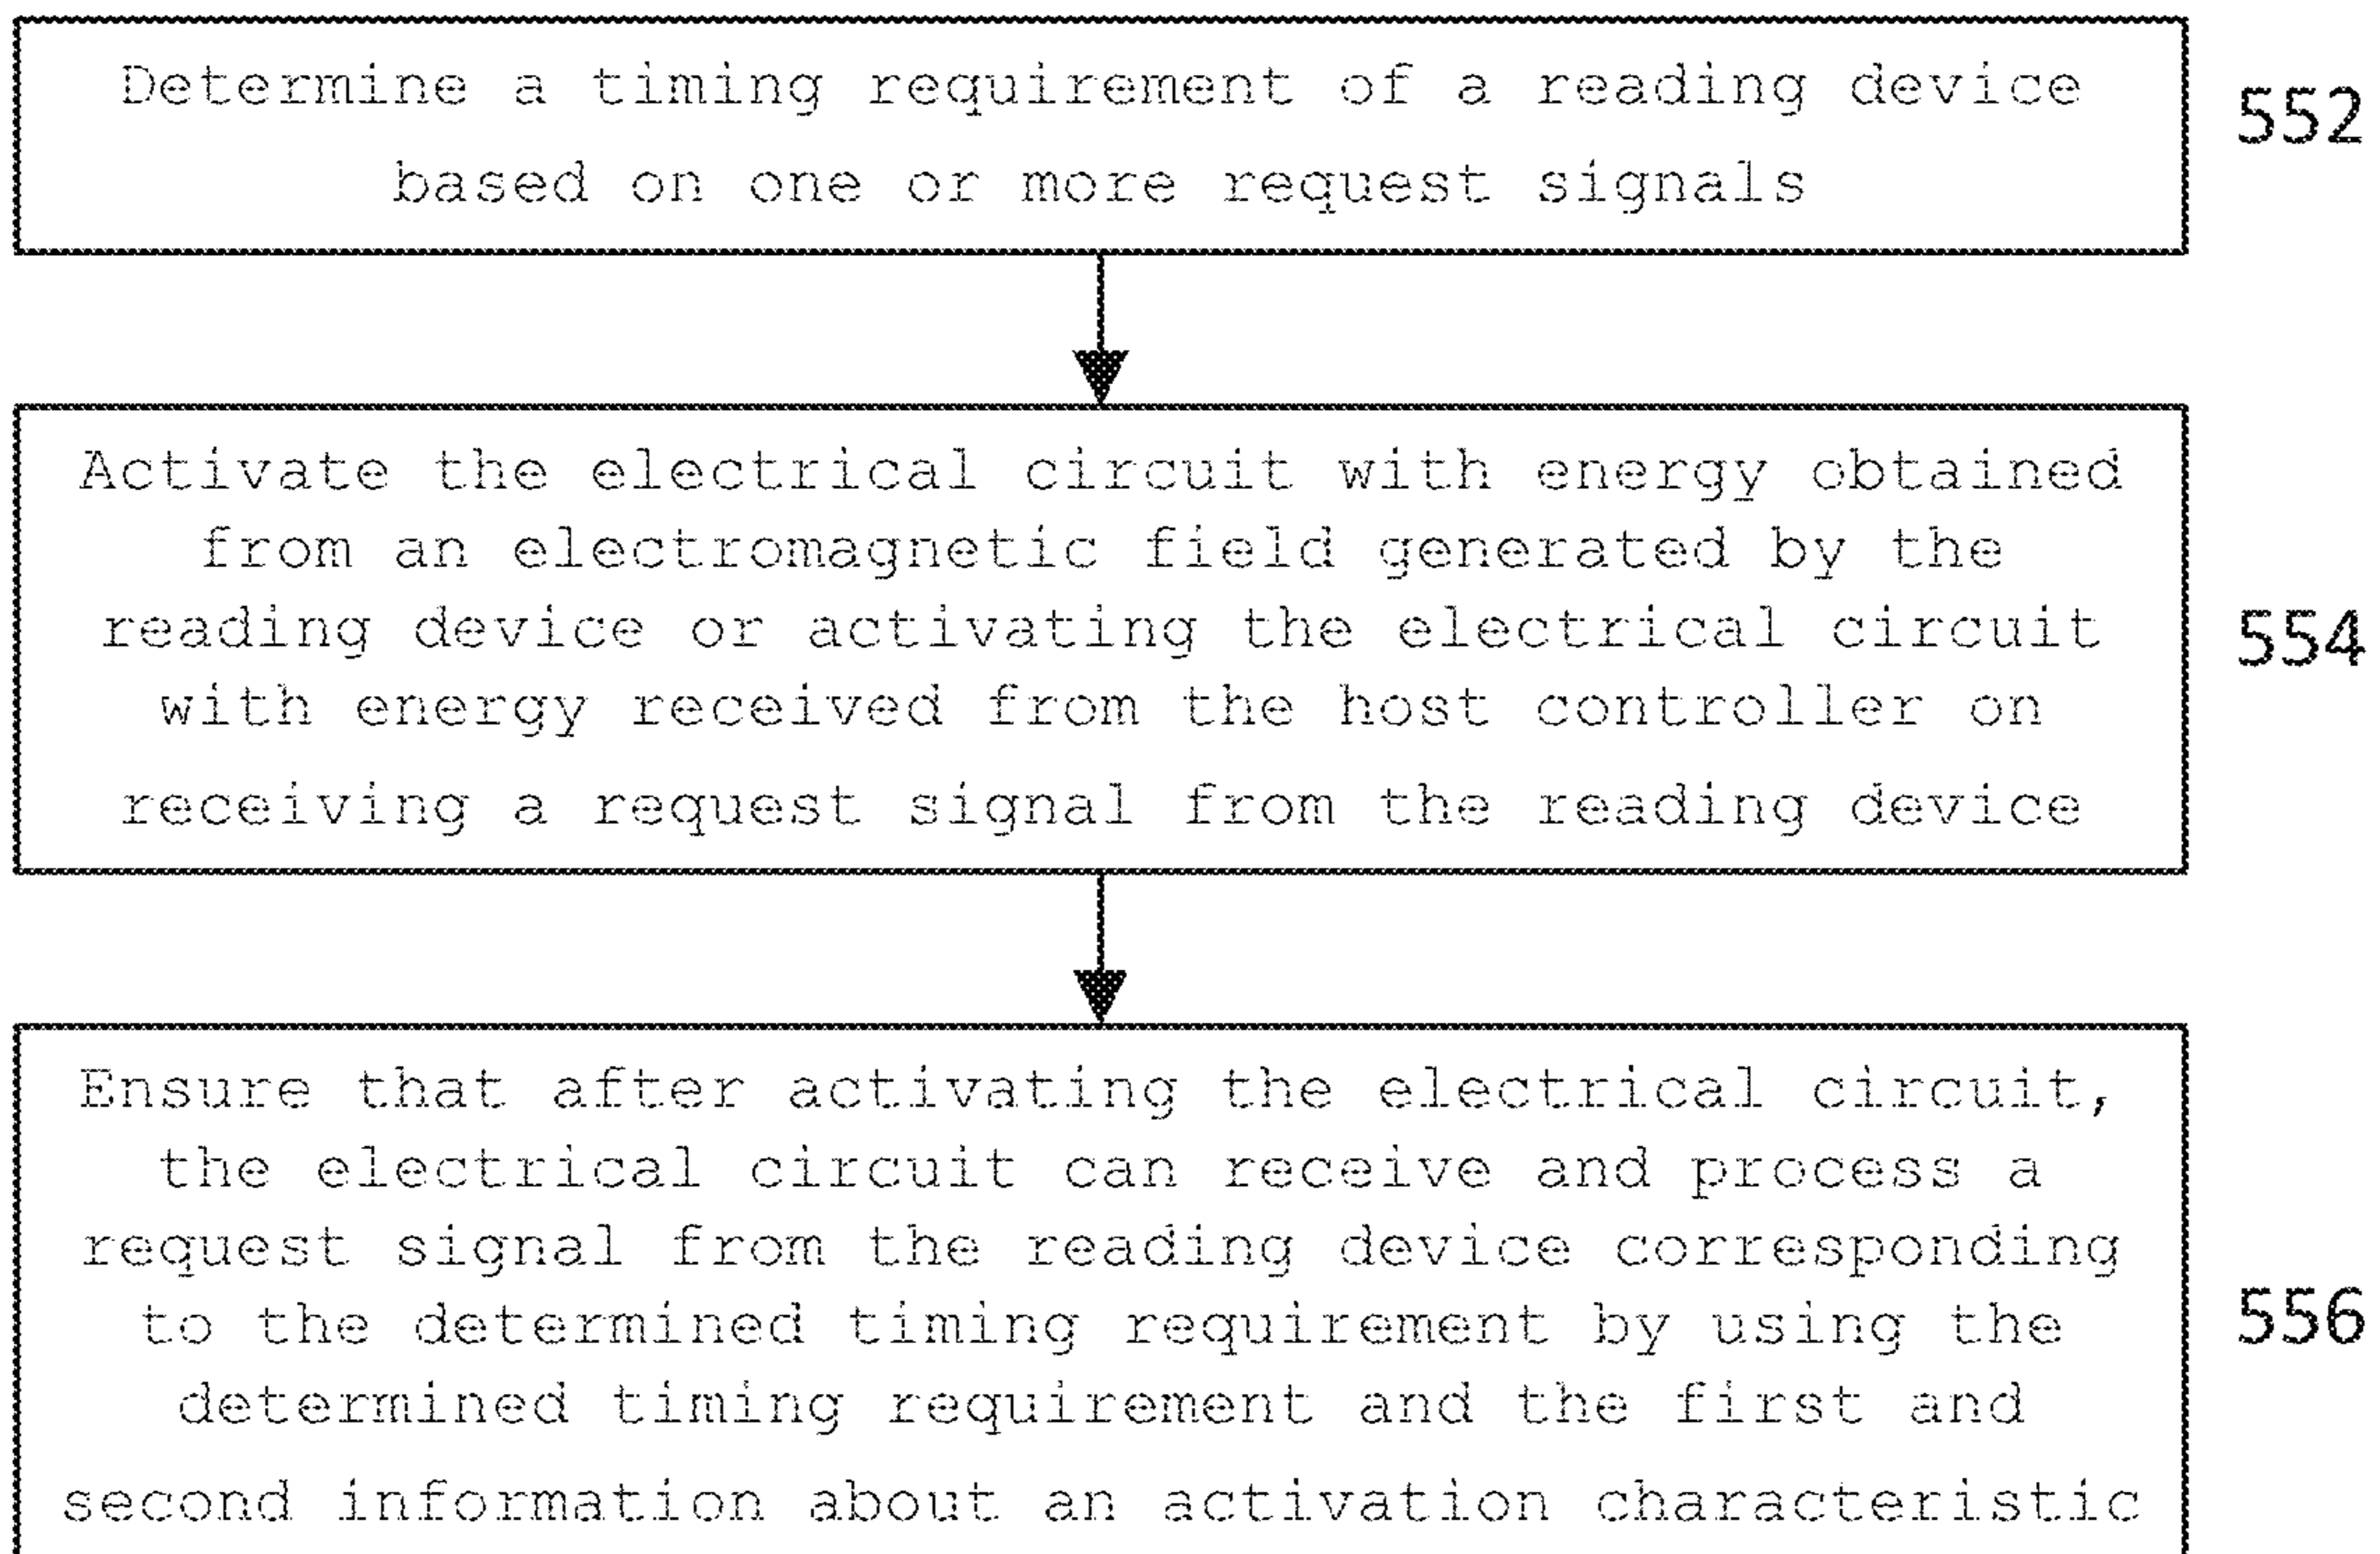 Determine a timing requirement of a reading device
based on one or more request signals
552
Activate the electrical circuit with energy obtained
from an electromagnetic field generated by the
reading device or activating the electrical circuit
with energy received from the host controller on
receiving a request signal from the reading device
554
Ensure that after activating the electrical circuit,
the electrical circuit can receive and process a
request signal from the reading device corresponding
to the determined timing requirement by using the
determined timing requirement and the first and
second information about an activation characteristic
556